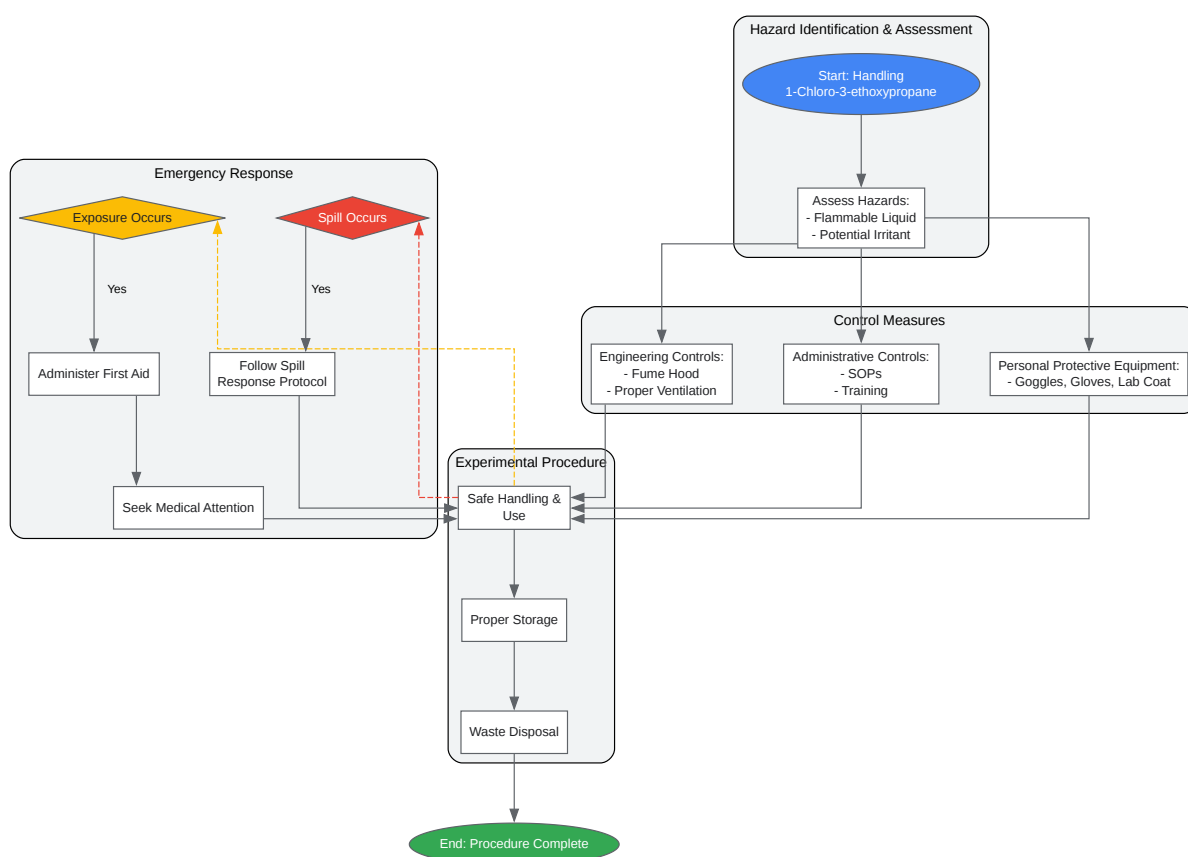 Hazard Identification & Assessment
Start: Handling
1-Chloro-3-ethoxypropane
Assess Hazards:
- Flammable Liquid
- Potential Irritant
Emergency Response
Exposure Occurs
Spill Occurs
Yes
Yes
Administer First Aid
Follow Spill
Response Protocol
Seek Medical Attention
Control Measures
Engineering Controls:
- Fume Hood
- Proper Ventilation
Administrative Controls:
- SOPs
- Training
Personal Protective Equipment:
- Goggles, Gloves, Lab Coat
Experimental Procedure
Safe Handling &
Use
Proper Storage
Waste Disposal
End: Procedure Complete